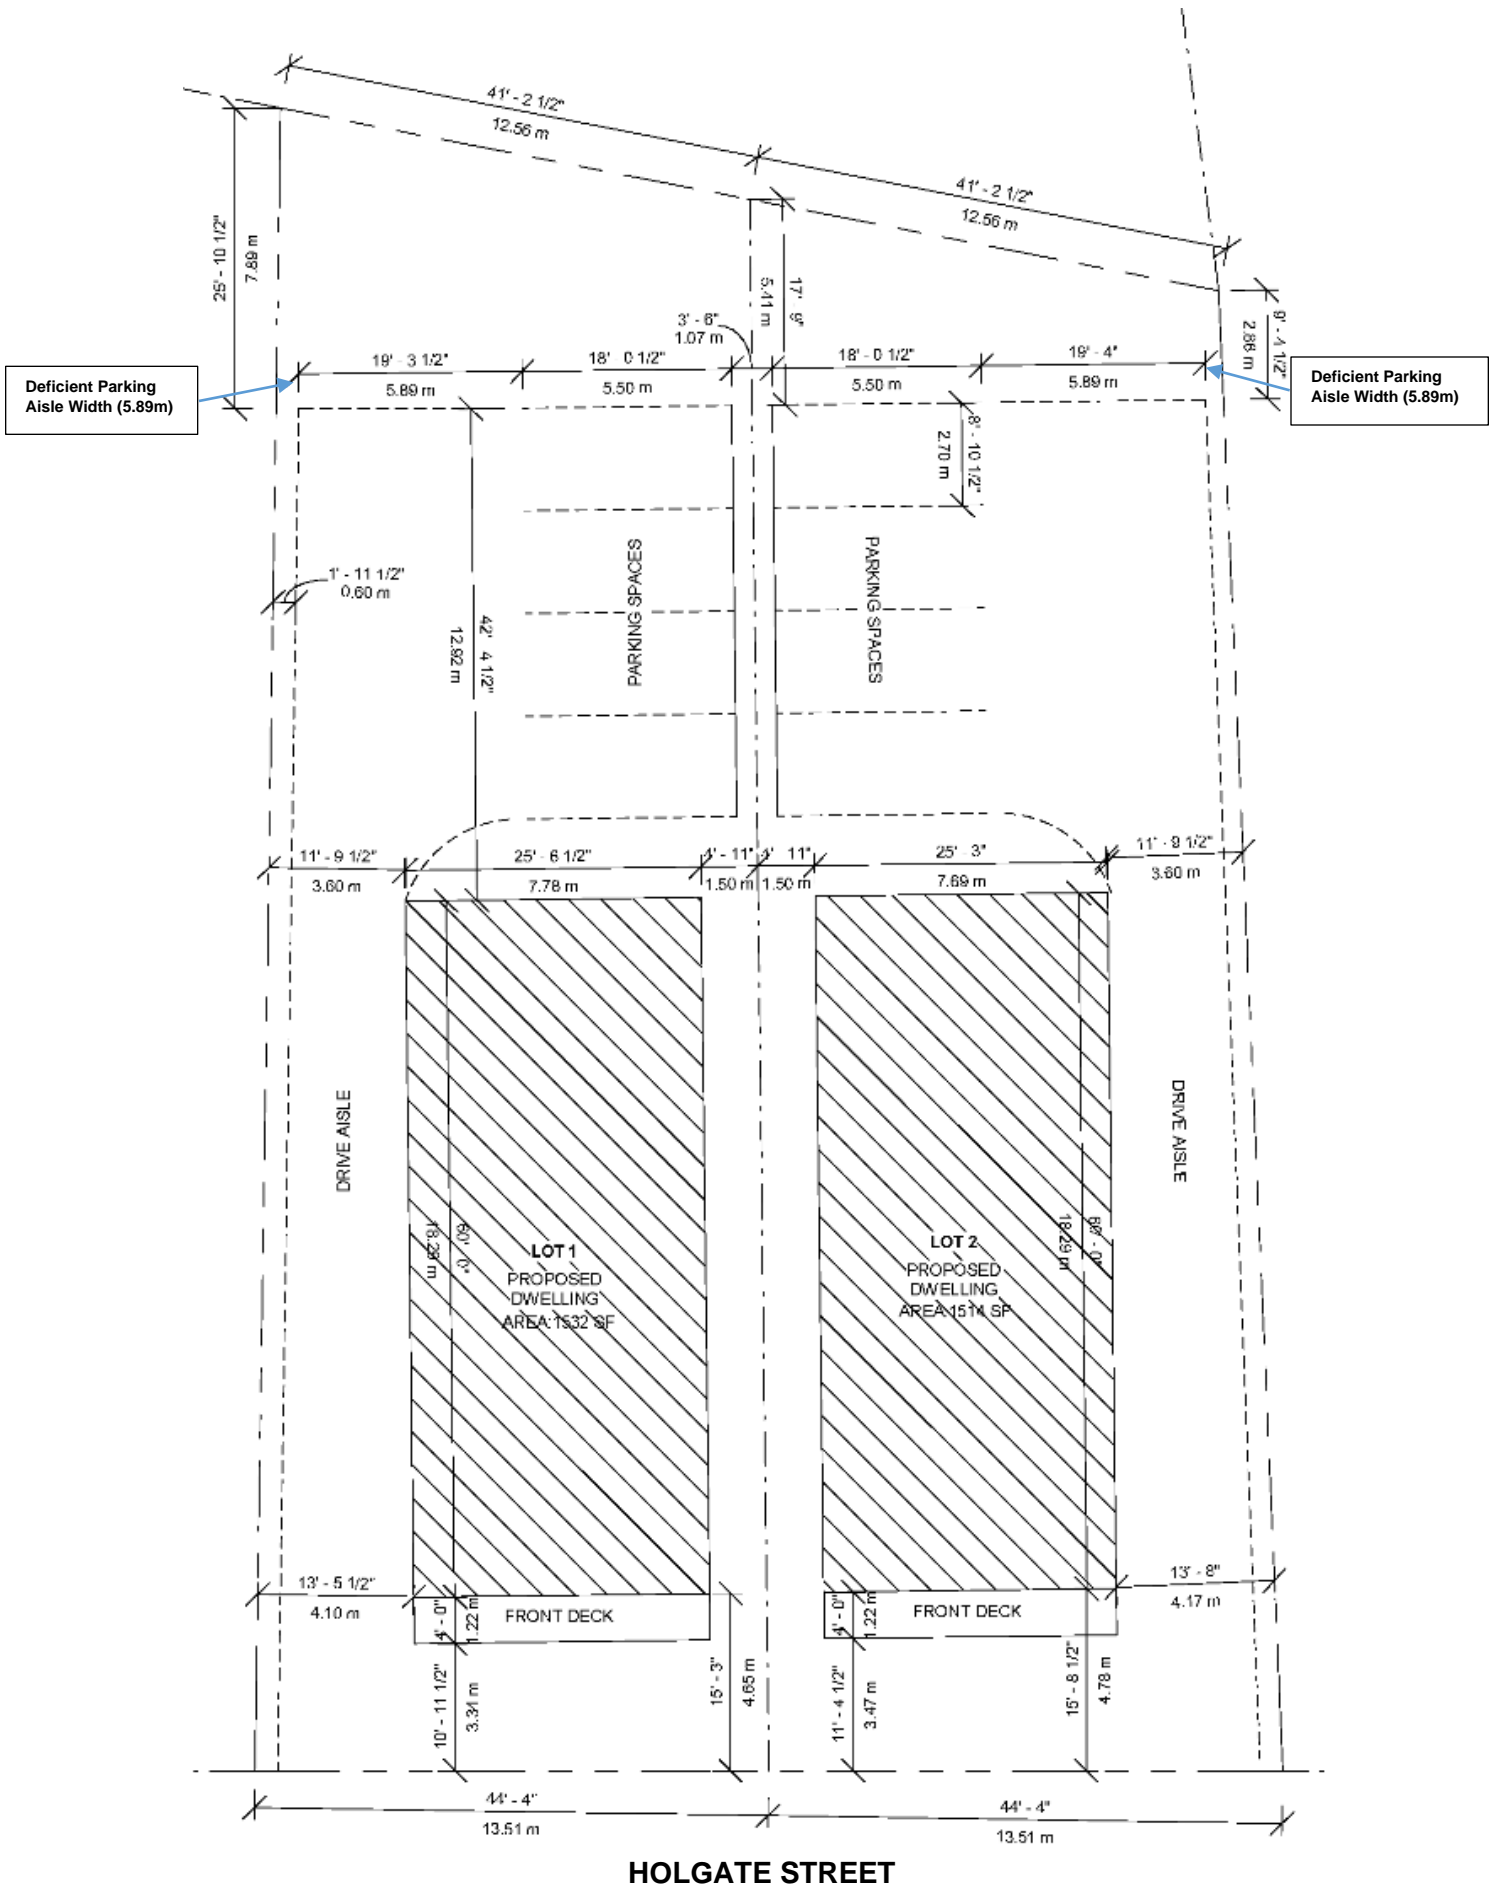 41' - 2 1/2"
12.56 m
41' - 2 1/2"
12.56 m
25' - 10 1/2"
7.89 m
17' - 9"
5.41 m
3' - 6"
1.07 m
9' - 4 1/2"
2.86 m
19' - 3 1/2"
5.89 m
18' 0 1/2"
5.50 m
18' - 0 1/2"
5.50 m
19' - 4"
5.89 m
Deficient Parking
Aisle Width (5.89m)
Deficient Parking
Aisle Width (5.89m)
8' - 10 1/2"
2.70 m
1' - 11 1/2"
0.60 m
42' 4 1/2"
12.92 m
PARKING SPACES
PARKING SPACES
11' - 9 1/2"
3.60 m
25' - 6 1/2"
7.78 m
4' - 11"
1.50 m
4' 11"
1.50 m
25' - 3"
7.69 m
11' - 9 1/2"
3.60 m
DRIVE AISLE
DRIVE AISLE
60' 0"
18.29 m
60' - 0"
18.29 m
LOT 1
PROPOSED
DWELLING
AREA:1532 SF
LOT 2
PROPOSED
DWELLING
AREA:1514 SF
13' - 5 1/2"
4.10 m
13' - 8"
4.17 m
4' - 0"
1.22 m
FRONT DECK
4' - 0"
1.22 m
FRONT DECK
10' - 11 1/2"
3.34 m
15' - 3"
4.65 m
11' - 4 1/2"
3.47 m
15' - 8 1/2"
4.78 m
44' - 4"
13.51 m
44' - 4"
13.51 m
HOLGATE STREET